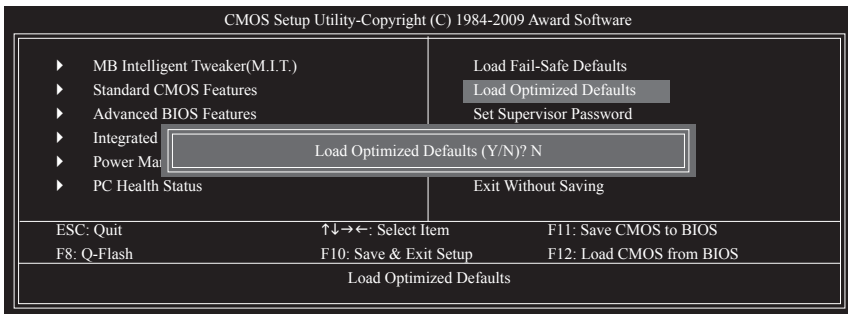 CMOS Setup Utility-Copyright (C) 1984-2009 Award Software
MB Intelligent Tweaker(M.I.T.)
Standard CMOS Features
Advanced BIOS Features
Integrated
Power
PC Health Status
Load Fail-Safe Defaults
Load Optimized Defaults
Set Supervisor Password
Exit Without Saving
Load Optimized Defaults (Y/N)? N
ESC: Quit ↑↓→←: Select Item F11: Save CMOS to BIOS
F8: Q-Flash F10: Save & Exit Setup F12: Load CMOS from BIOS
Load Optimized Defaults